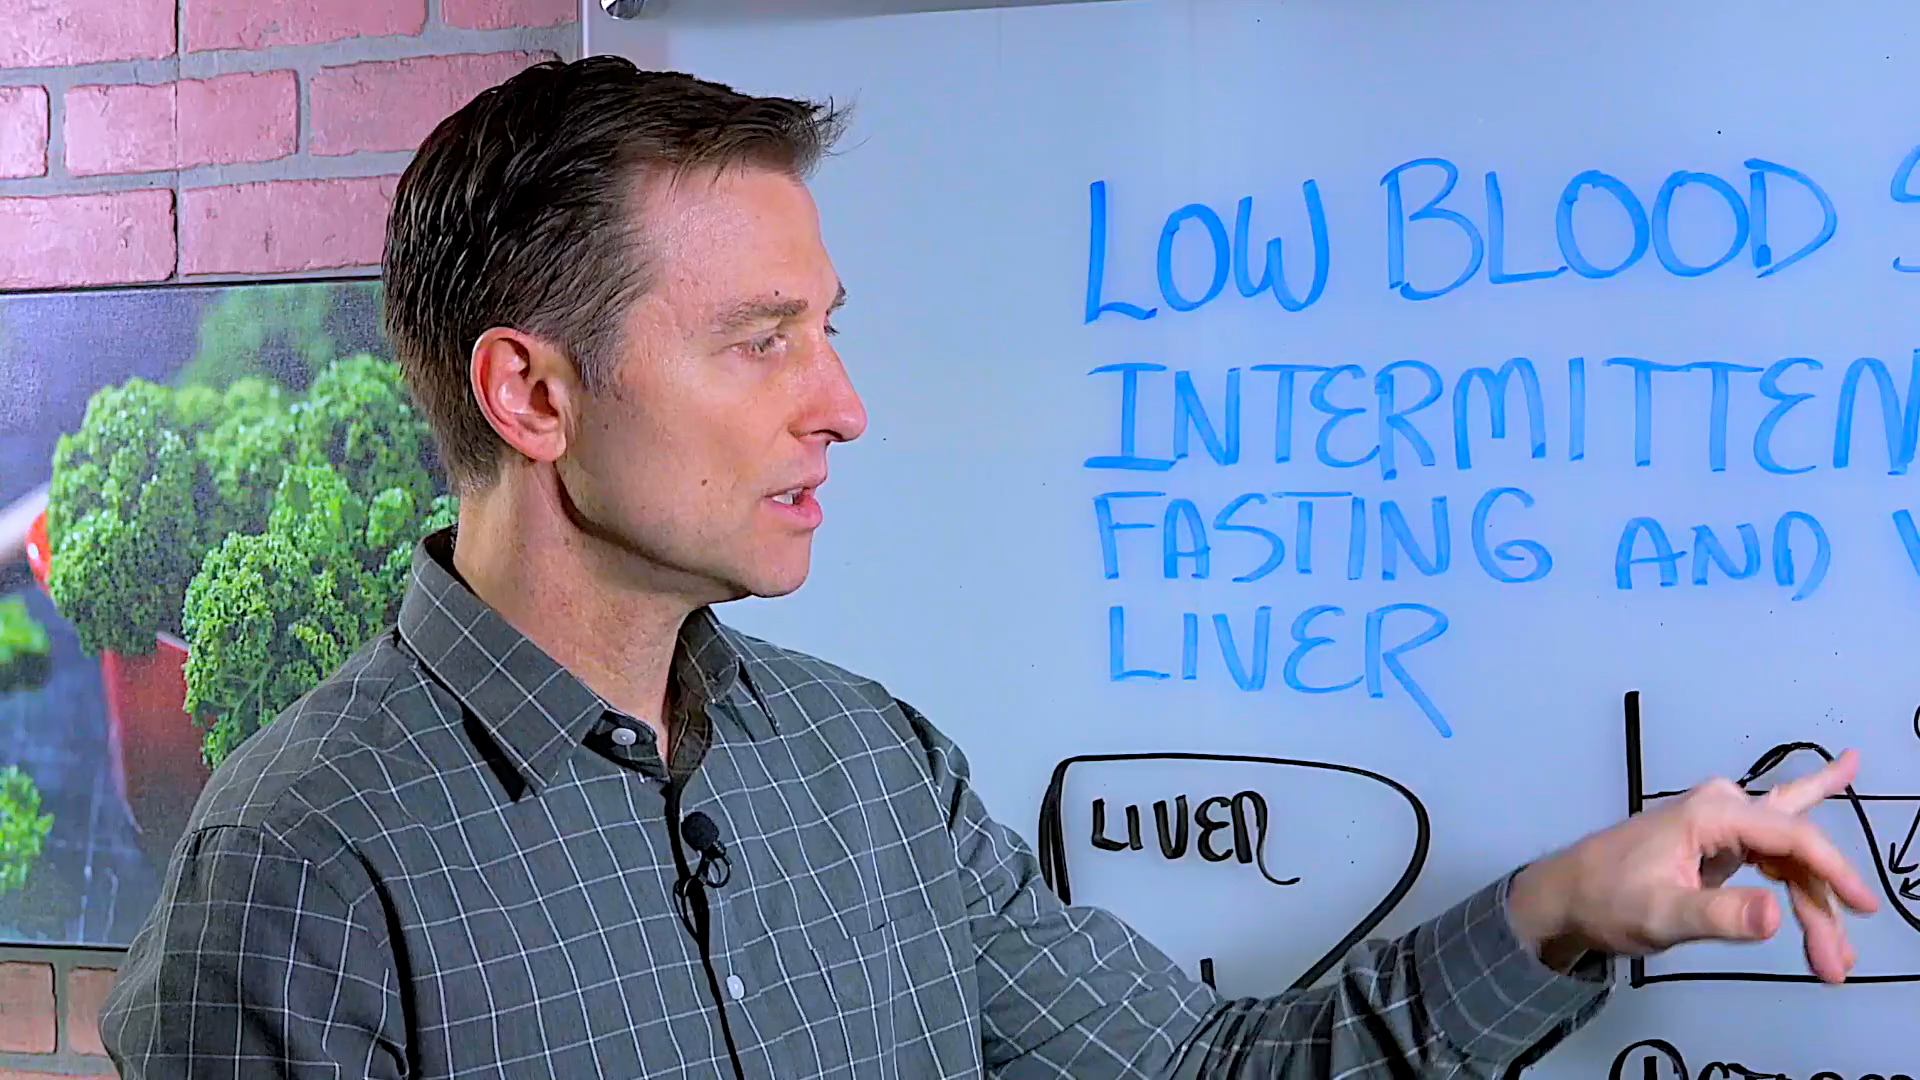 LOW BLOOD S
INTERMITTEN
FASTING AND
LIVER
LIVER